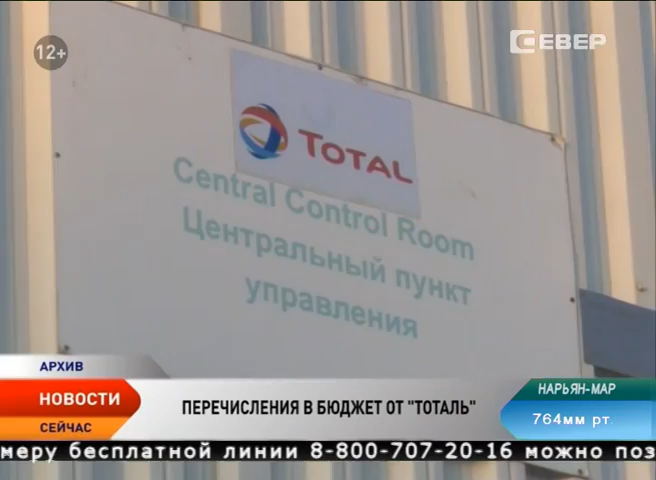 12+
СЕВЕР
TOTAL
Central Control Room
Центральный пункт
управления
АРХИВ
НОВОСТИ
СЕЙЧАС
ПЕРЕЧИСЛЕНИЯ В БЮДЖЕТ ОТ "ТОТАЛЬ"
НАРЬЯН-МАР
764мм рт.
меру бесплатной линии 8-800-707-20-16 можно поз